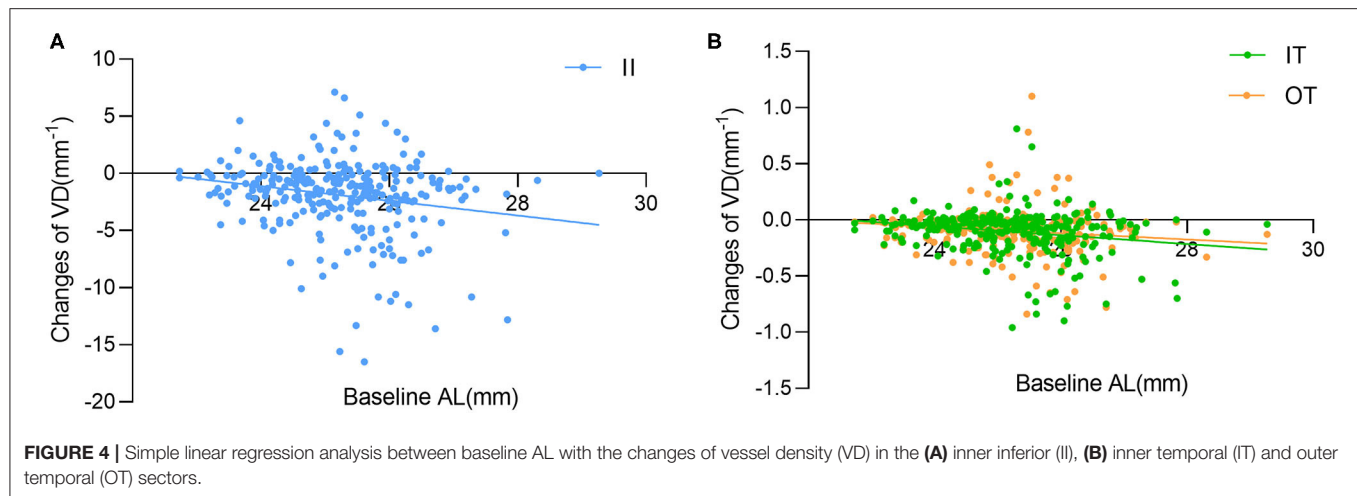 A
10
5
0
-5
-10
-15
-20
24
26
28
30
Changes of VD(mm-1)
Baseline AL(mm)
II
B
1.5
1.0
0.5
0.0
-0.5
-1.0
-1.5
24
26
28
30
Changes of VD(mm-1)
Baseline AL(mm)
IT
OT
FIGURE 4 | Simple linear regression analysis between baseline AL with the changes of vessel density (VD) in the (A) inner inferior (II), (B) inner temporal (IT) and outer
temporal (OT) sectors.